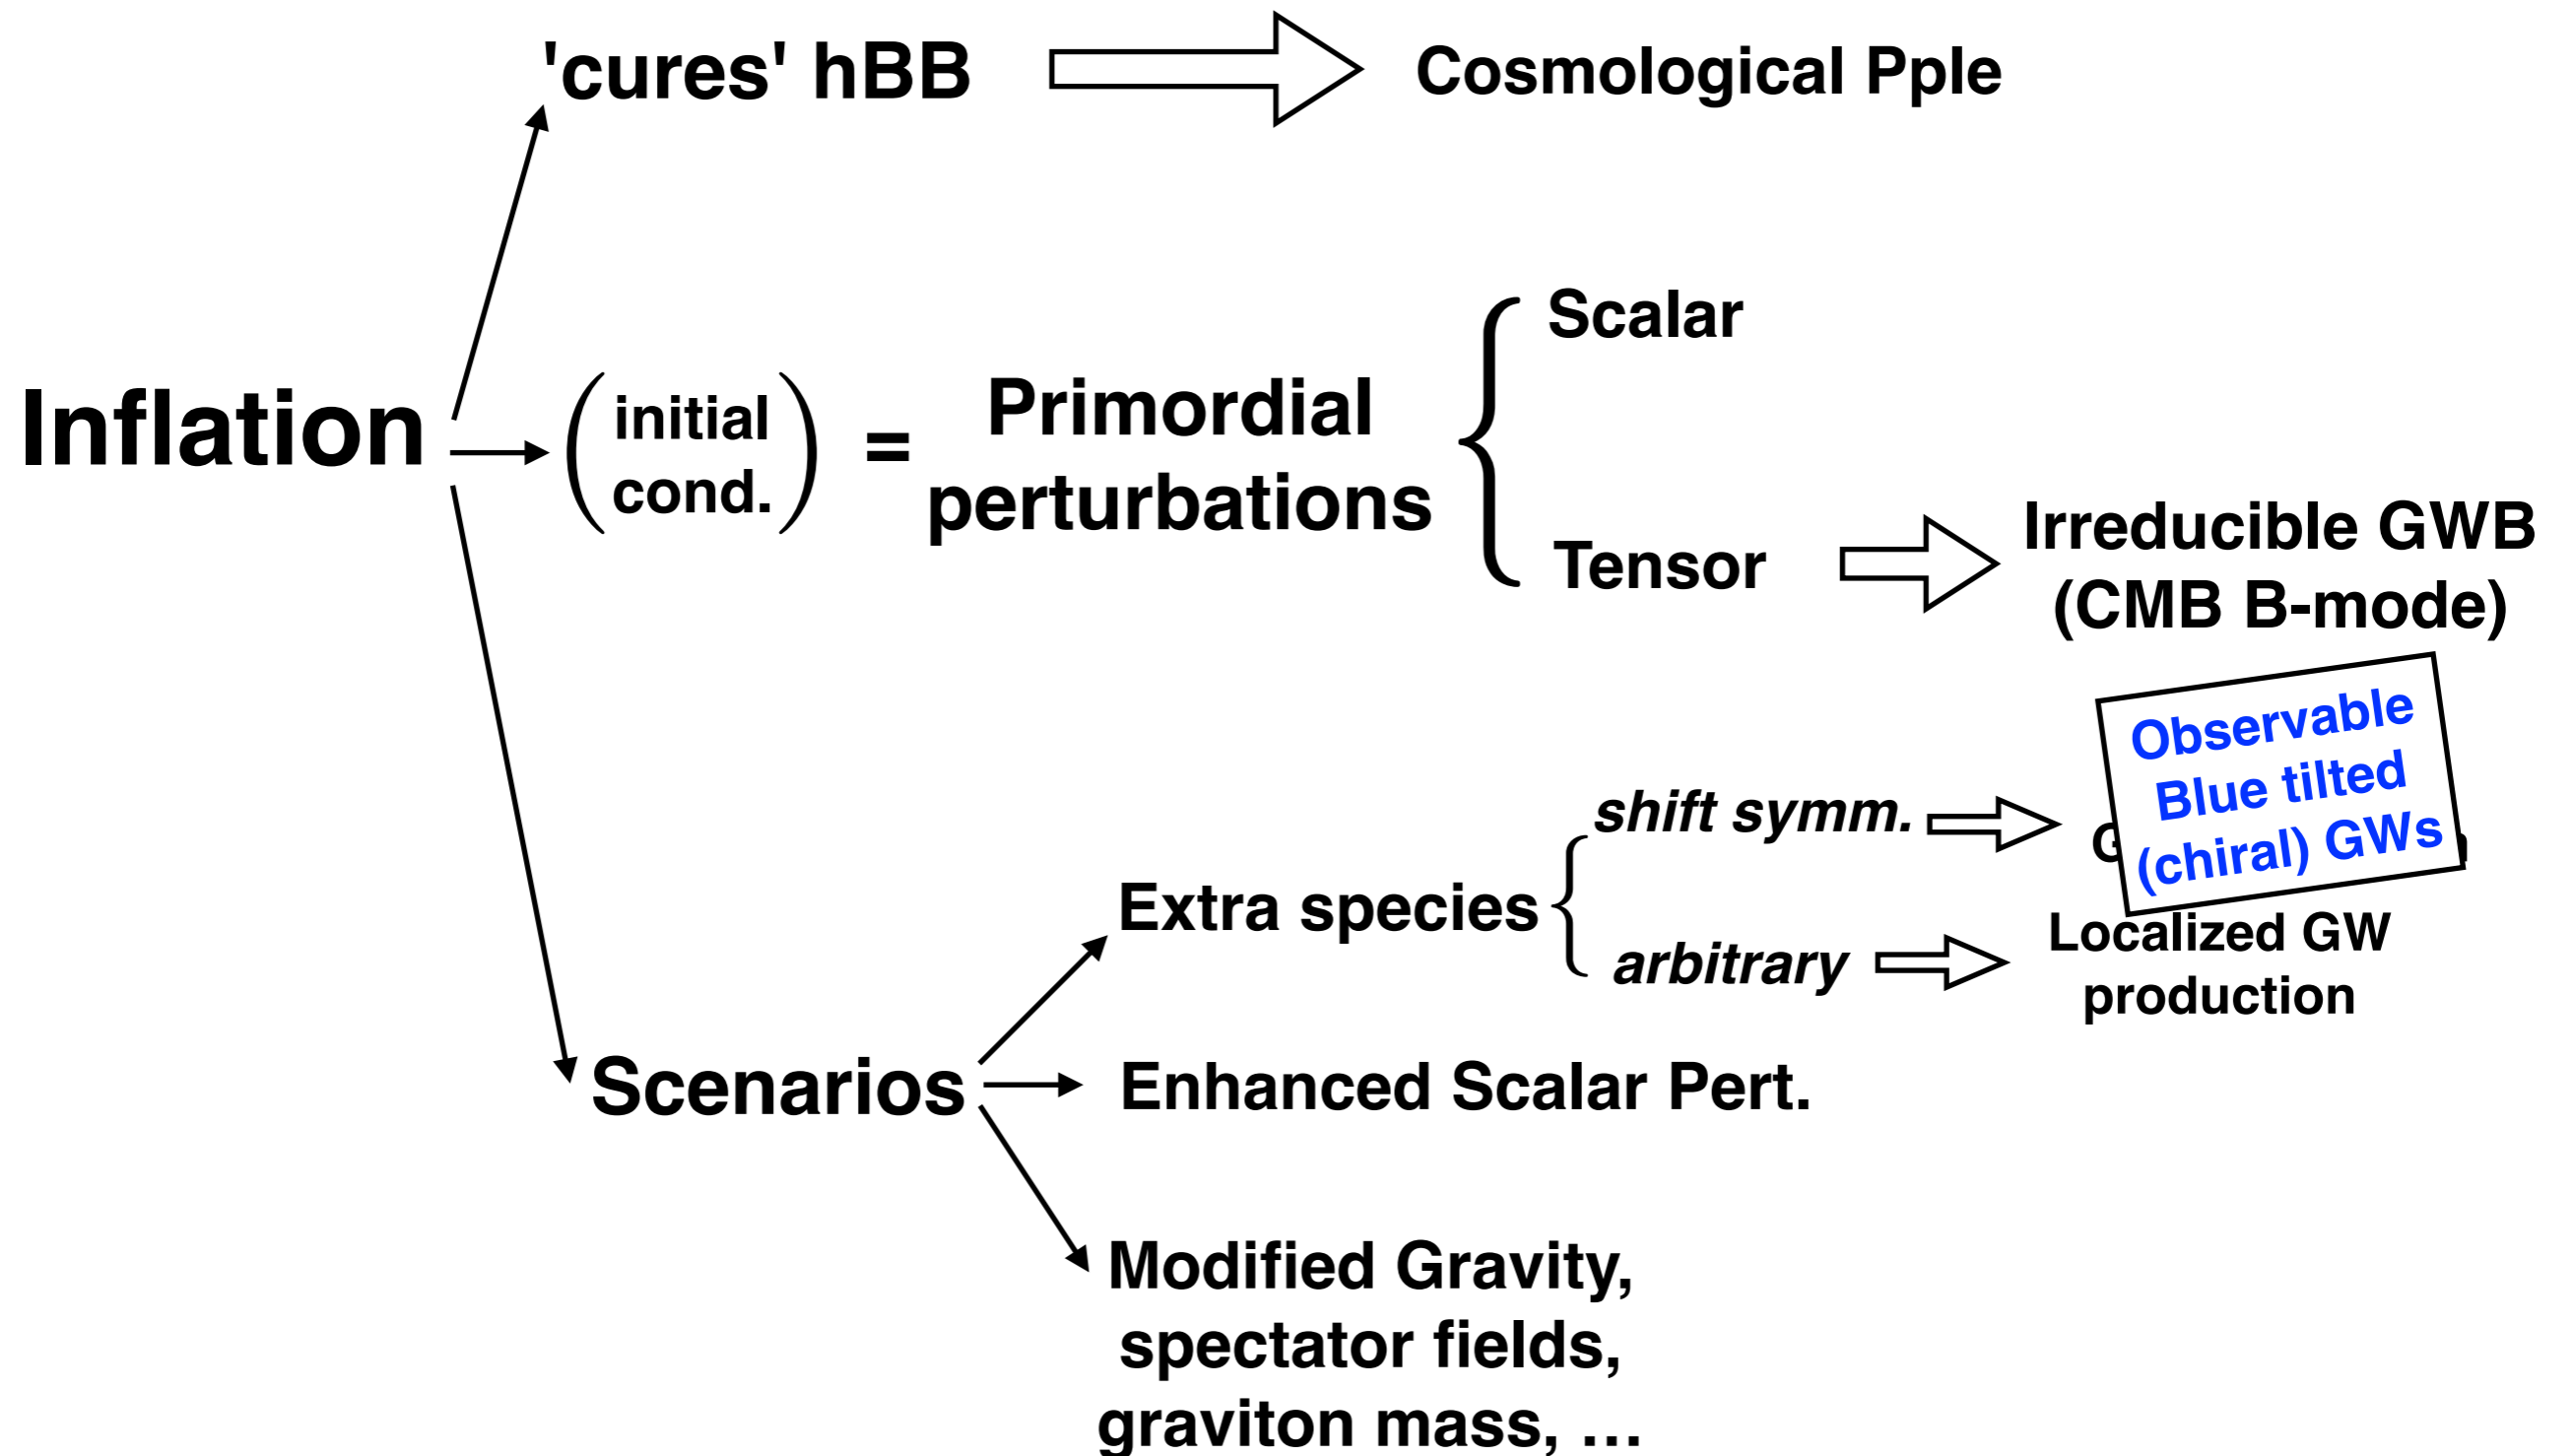 'cures' hBB
Cosmological Pple
Inflation
initial
cond.
=
Primordial
perturbations
Scalar
Tensor
Irreducible GWB
(CMB B-mode)
Observable
Blue tilted
(chiral) GWs
shift symm.
Extra species
arbitrary
Localized GW
production
Scenarios
Enhanced Scalar Pert.
Modified Gravity,
spectator fields,
graviton mass, …